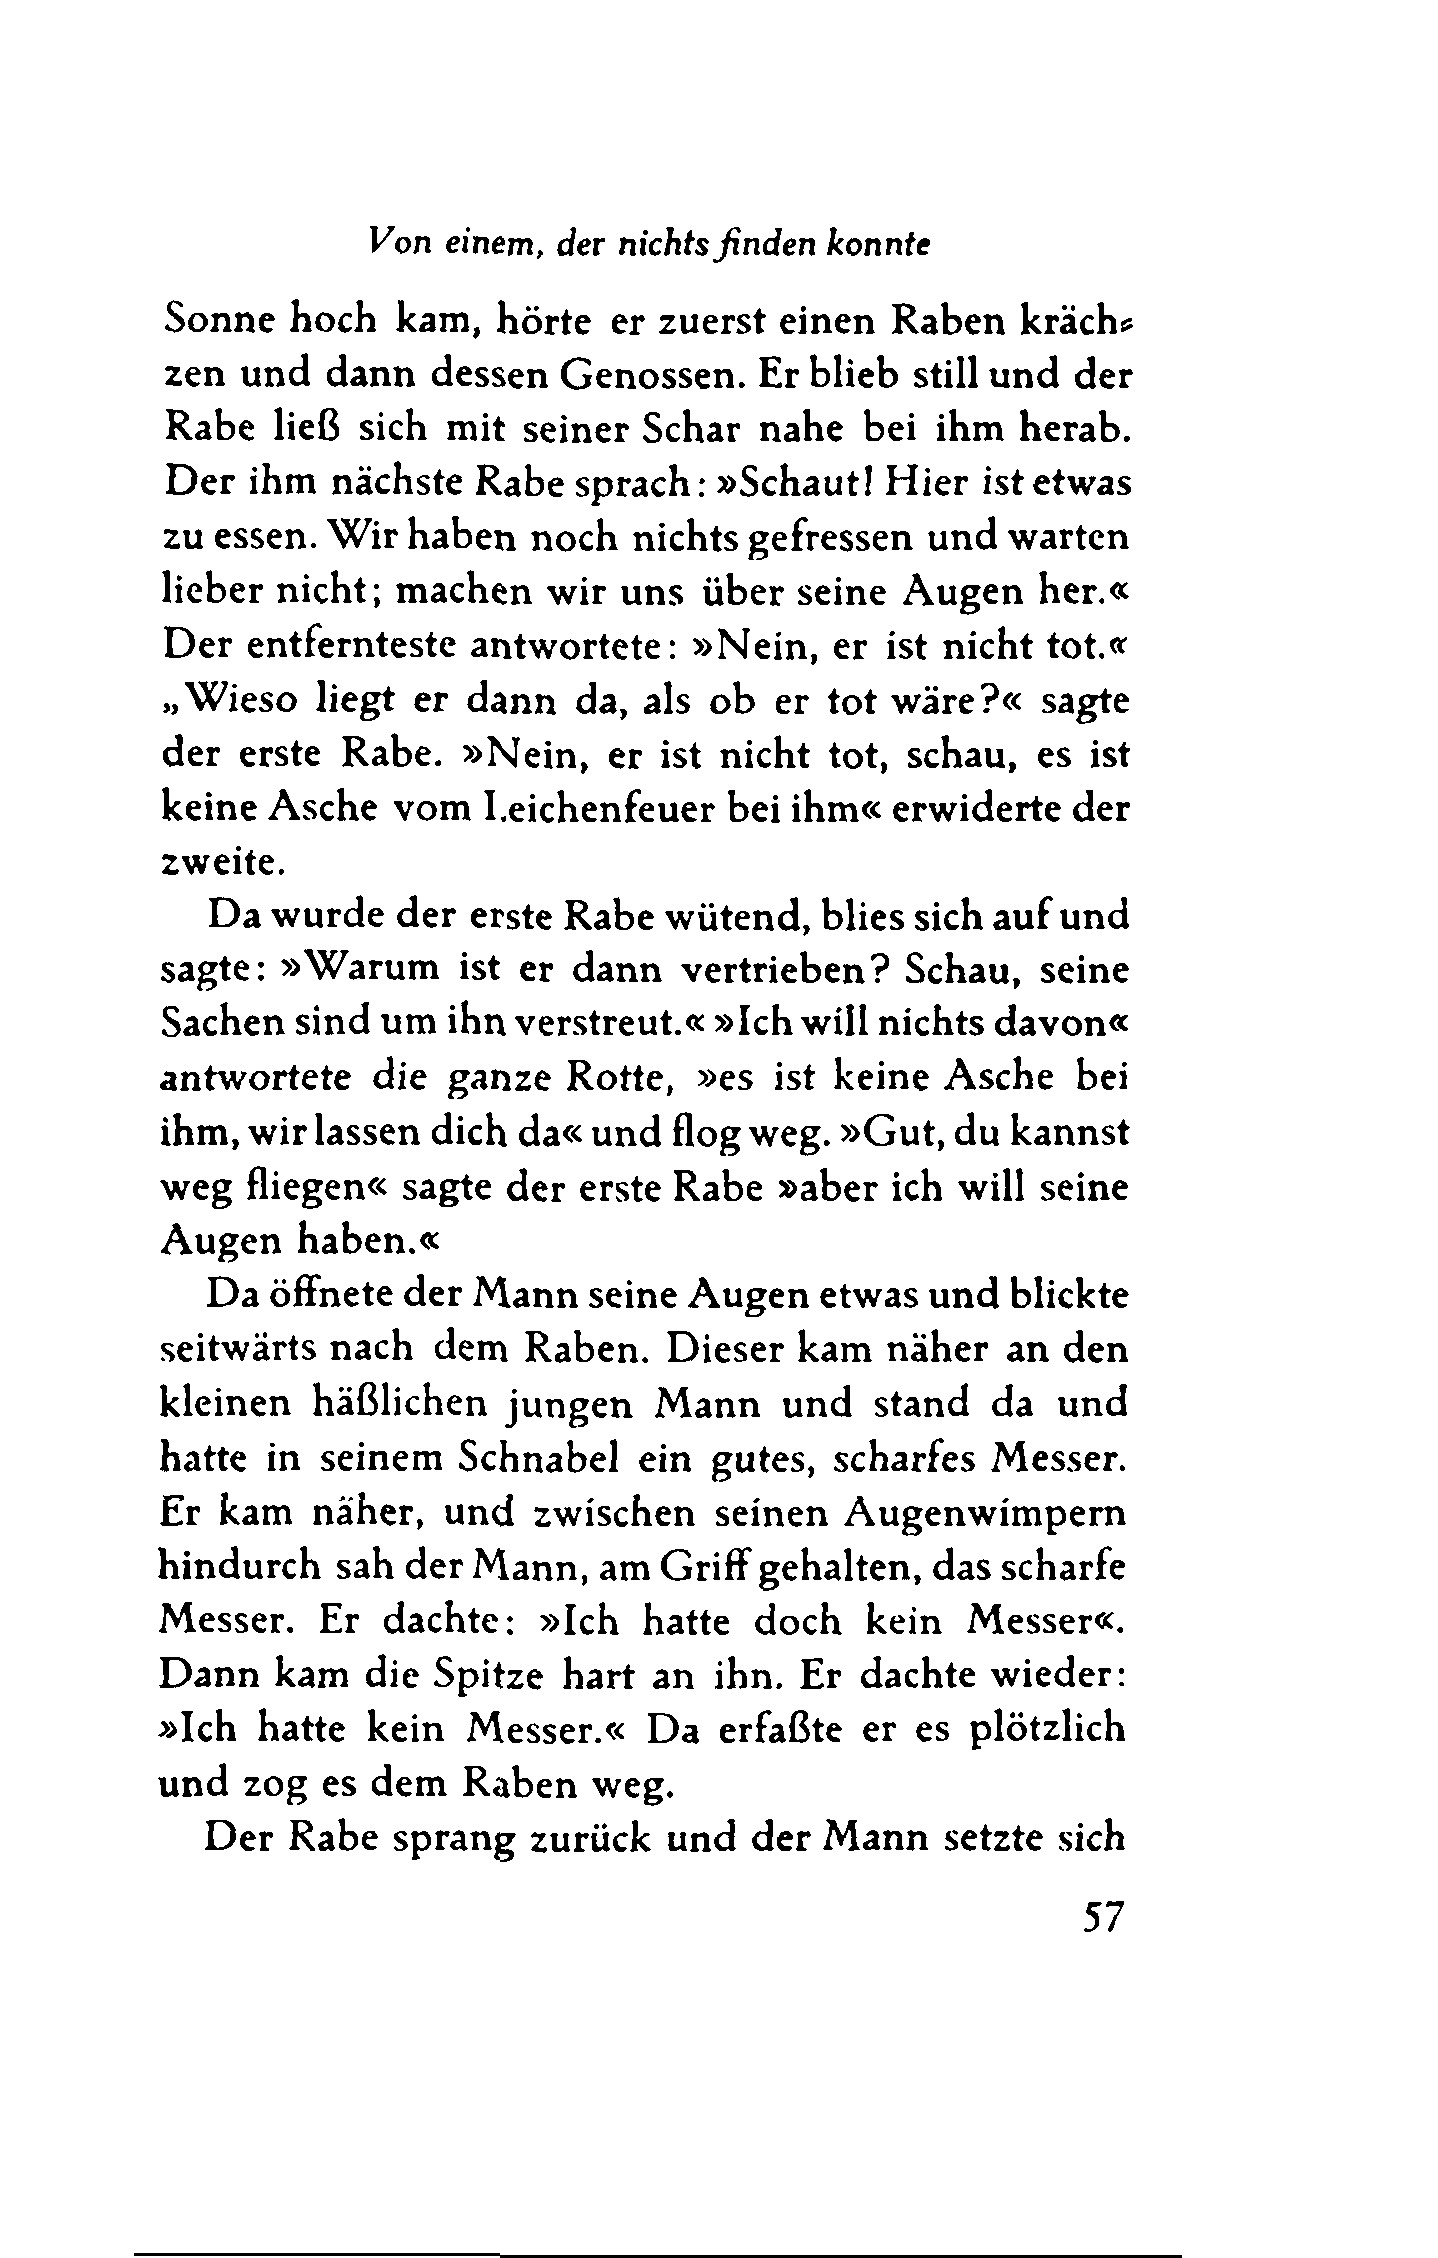 Von einem, der nichts finden konnte
Sonne hoch kam, hörte er zuerst einen Raben kräch-
zen und dann dessen Genossen. Er blieb still und der
Rabe ließ sich mit seiner Schar nahe bei ihm herab.
Der ihm nächste Rabe sprach: »Schaut! Hier ist etwas
zu essen. Wir haben noch nichts gefressen und warten
lieber nicht; machen wir uns über seine Augen her.«
Der entfernteste antwortete: »Nein, er ist nicht tot.«
„Wieso liegt er dann da, als ob er tot wäre?« sagte
der erste Rabe. »Nein, er ist nicht tot, schau, es ist
keine Asche vom Leichenfeuer bei ihm« erwiderte der
zweite.
Da wurde der erste Rabe wütend, blies sich auf und
sagte: »Warum ist er dann vertrieben? Schau, seine
Sachen sind um ihn verstreut.« »Ich will nichts davon«
antwortete die ganze Rotte, »es ist keine Asche bei
ihm, wir lassen dich da« und flog weg. »Gut, du kannst
weg fliegen« sagte der erste Rabe »aber ich will seine
Augen haben.«
Da öffnete der Mann seine Augen etwas und blickte
seitwärts nach dem Raben. Dieser kam näher an den
kleinen häßlichen jungen Mann und stand da und
hatte in seinem Schnabel ein gutes, scharfes Messer.
Er kam näher, und zwischen seinen Augenwimpern
hindurch sah der Mann, am Griff gehalten, das scharfe
Messer. Er dachte: »Ich hatte doch kein Messer«.
Dann kam die Spitze hart an ihn. Er dachte wieder:
»Ich hatte kein Messer.« Da erfaßte er es plötzlich
und zog es dem Raben weg.
Der Rabe sprang zurück und der Mann setzte sich
57